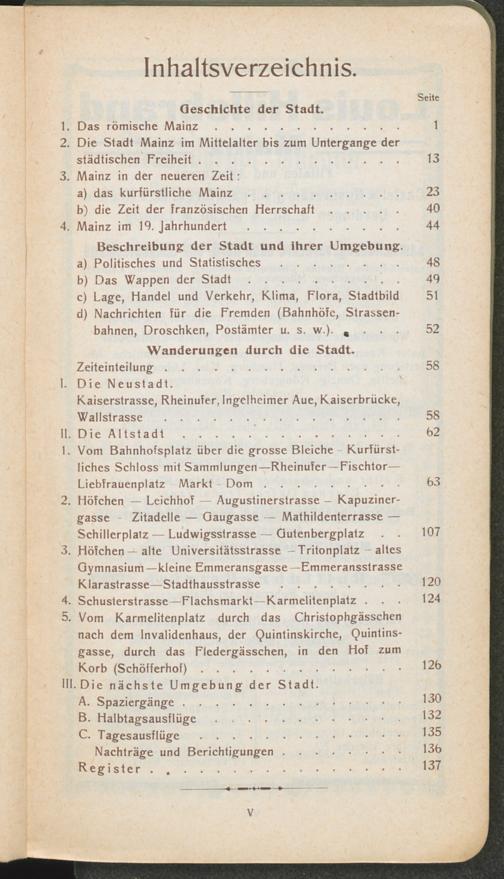 Inhaltsverzeichnis.
Seite
Geschichte der Stadt.
1. Das römische Mainz . . . . . . . . . . . . 1
2. Die Stadt Mainz im Mittelalter bis zum Untergange der
städtischen Freiheit . . . . . . . . . . . . 13
3. Mainz in der neueren Zeit:
a) das kurfürstliche Mainz . . . . . . . . . . 23
b) die Zeit der französischen Herrschaft . . . . 40
4. Mainz im 19. Jahrhundert . . . . . . . . . . 44
Beschreibung der Stadt und ihrer Umgebung.
a) Politisches und Statistisches . . . . . . . . 48
b) Das Wappen der Stadt . . . . . . . . . . 49
c) Lage, Handel und Verkehr, Klima, Flora, Stadtbild 51
d) Nachrichten für die Fremden (Bahnhöfe, Strassen-
bahnen, Droschken, Postämter u. s. w.). . . . . 52
Wanderungen durch die Stadt.
Zeiteinteilung . . . . . . . . . . . . . . 58
I. Die Neustadt.
Kaiserstrasse, Rheinufer, Ingelheimer Aue, Kaiserbrücke,
Wallstrasse . . . . . . . . . . . . . . 58
II. Die Altstadt . . . . . . . . . . . . . . 62
1. Vom Bahnhofsplatz über die grosse Bleiche - Kurfürst-
liches Schloss mit Sammlungen—Rheinufer—Fischtor—
Liebfrauenplatz - Markt - Dom . . . . . . . . . 63
2. Höfchen — Leichhof — Augustinerstrasse - Kapuziner-
gasse - Zitadelle — Gaugasse — Mathildenterrasse —
Schillerplatz — Ludwigsstrasse — Gutenbergplatz . . 107
3. Höfchen - alte Universitätsstrasse - Tritonplatz - altes
Gymnasium—kleine Emmeransgasse—Emmeransstrasse
Klarastrasse—Stadthausstrasse . . . . . . . . 120
4. Schusterstrasse—Flachsmarkt—Karmelitenplatz . . . 124
5. Vom Karmelitenplatz durch das Christophgässchen
nach dem Invalidenhaus, der Quintinskirche, Quintins-
gasse, durch das Fledergässchen, in den Hof zum
Korb (Schöfferhof) . . . . . . . . . . . . 126
III. Die nächste Umgebung der Stadt.
A. Spaziergänge . . . . . . . . . . . . . 130
B. Halbtagsausflüge . . . . . . . . . . . . 132
C. Tagesausflüge . . . . . . . . . . . . . 135
Nachträge und Berichtigungen . . . . . . . . 136
Register . . . . . . . . . . . . . . . 137
V